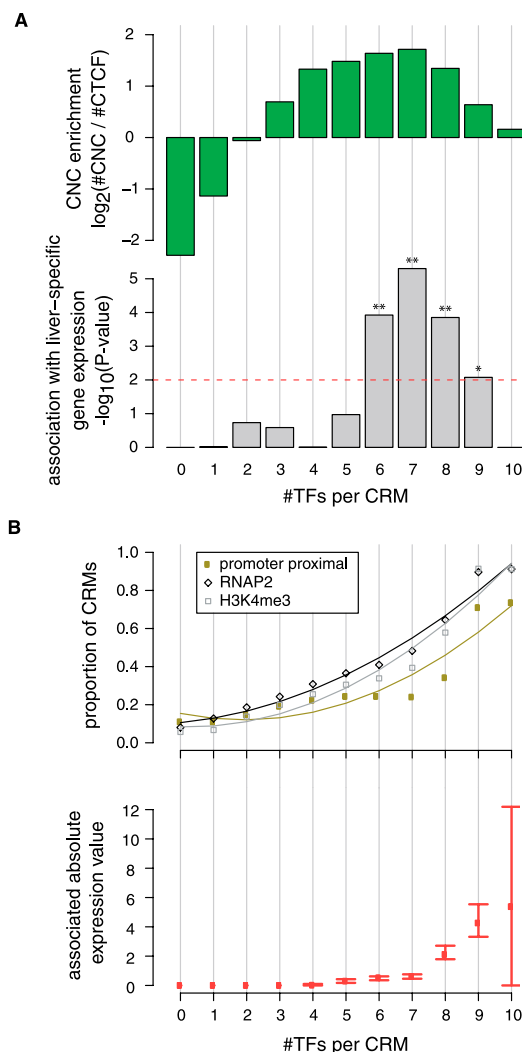 A
CNC enrichment
log2(#CNC / #CTCF)
2
1
0
−1
−2
association with liver−specific
gene expression
-log10(P-value)
5
4
3
2
1
0
**
**
**
*
0 1 2 3 4 5 6 7 8 9 10
#TFs per CRM
B
proportion of CRMs
1.0
0.8
0.6
0.4
0.2
0.0
promoter proximal
RNAP2
H3K4me3
associated absolute
expression value
12
10
8
6
4
2
0
0 1 2 3 4 5 6 7 8 9 10
#TFs per CRM